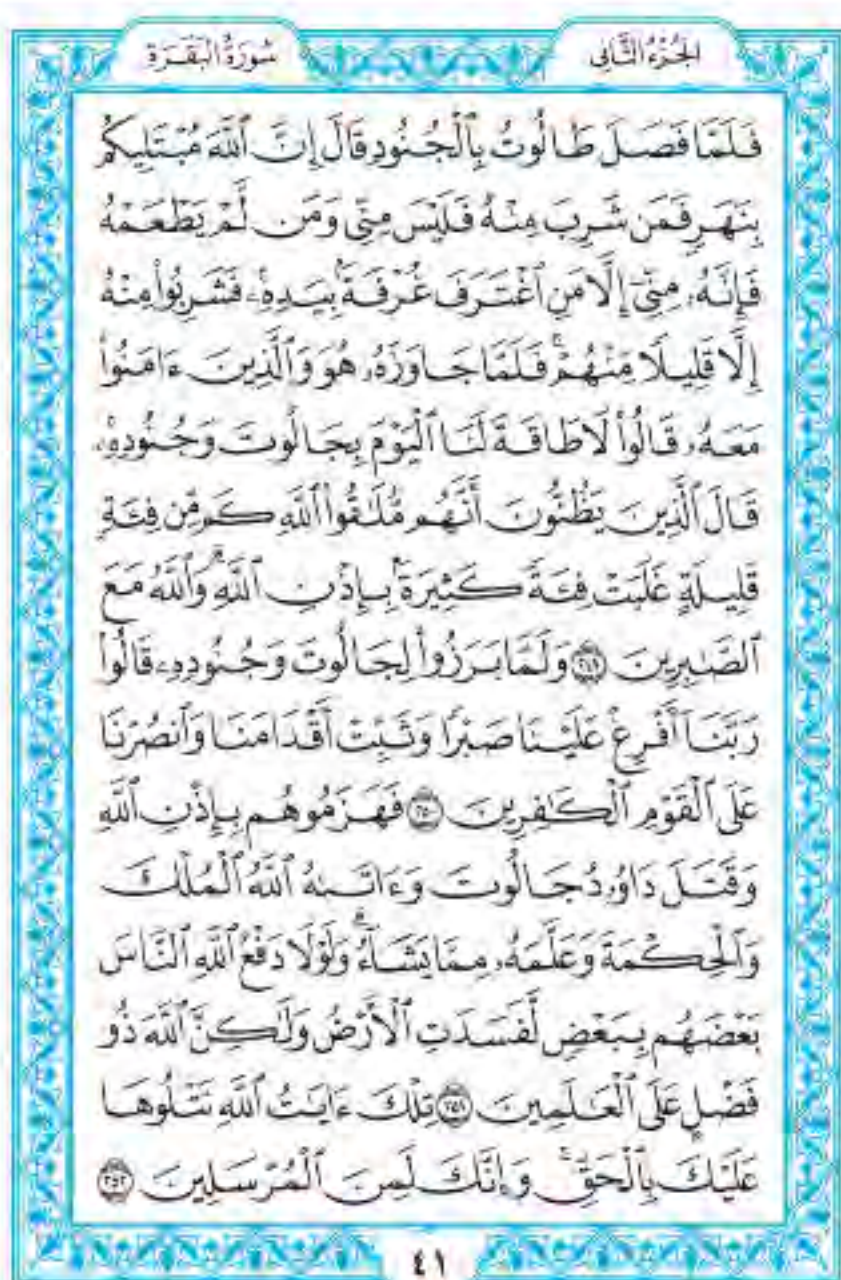 الجُزْءُ الثَّانِي
سُورَةُ البَقَرَةِ
فَلَمَّا فَصَلَ طَالُوتُ بِٱلْجُنُودِ قَالَ إِنَّ ٱللَّهَ مُبْتَلِيكُم
بِنَهَرٍ فَمَن شَرِبَ مِنْهُ فَلَيْسَ مِنِّي وَمَن لَّمْ يَطْعَمْهُ
فَإِنَّهُۥ مِنِّيٓ إِلَّا مَنِ ٱغْتَرَفَ غُرْفَةَۢ بِيَدِهِۦۚ فَشَرِبُوا۟ مِنْهُ
إِلَّا قَلِيلًا مِّنْهُمْۚ فَلَمَّا جَاوَزَهُۥ هُوَ وَٱلَّذِينَ ءَامَنُوا۟
مَعَهُۥ قَالُوا۟ لَا طَاقَةَ لَنَا ٱلْيَوْمَ بِجَالُوتَ وَجُنُودِهِۦۚ
قَالَ ٱلَّذِينَ يَظُنُّونَ أَنَّهُم مُّلَـٰقُوا۟ ٱللَّهِ كَم مِّن فِئَةٍ
قَلِيلَةٍ غَلَبَتْ فِئَةً كَثِيرَةَۢ بِإِذْنِ ٱللَّهِۗ وَٱللَّهُ مَعَ
ٱلصَّـٰبِرِينَ ٢٤٩ وَلَمَّا بَرَزُوا۟ لِجَالُوتَ وَجُنُودِهِۦ قَالُوا۟
رَبَّنَآ أَفْرِغْ عَلَيْنَا صَبْرًا وَثَبِّتْ أَقْدَامَنَا وَٱنصُرْنَا
عَلَى ٱلْقَوْمِ ٱلْكَـٰفِرِينَ ٢٥٠ فَهَزَمُوهُم بِإِذْنِ ٱللَّهِ
وَقَتَلَ دَاوُۥدُ جَالُوتَ وَءَاتَىٰهُ ٱللَّهُ ٱلْمُلْكَ
وَٱلْحِكْمَةَ وَعَلَّمَهُۥ مِمَّا يَشَآءُۗ وَلَوْلَا دَفْعُ ٱللَّهِ ٱلنَّاسَ
بَعْضَهُم بِبَعْضٍ لَّفَسَدَتِ ٱلْأَرْضُ وَلَـٰكِنَّ ٱللَّهَ ذُو
فَضْلٍ عَلَى ٱلْعَـٰلَمِينَ ٢٥١ تِلْكَ ءَايَـٰتُ ٱللَّهِ نَتْلُوهَا
عَلَيْكَ بِٱلْحَقِّۚ وَإِنَّكَ لَمِنَ ٱلْمُرْسَلِينَ ٢٥٢
٤١